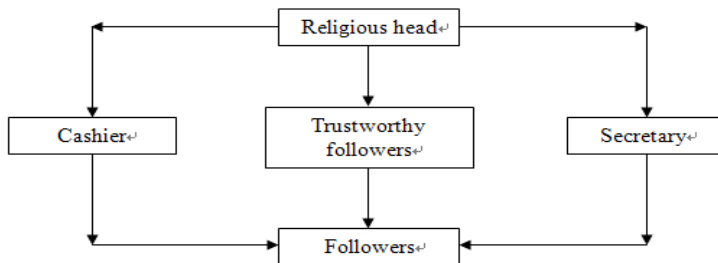 Religious head↵
Cashier↵
Trustworthy
followers↵
Secretary↵
Followers↵